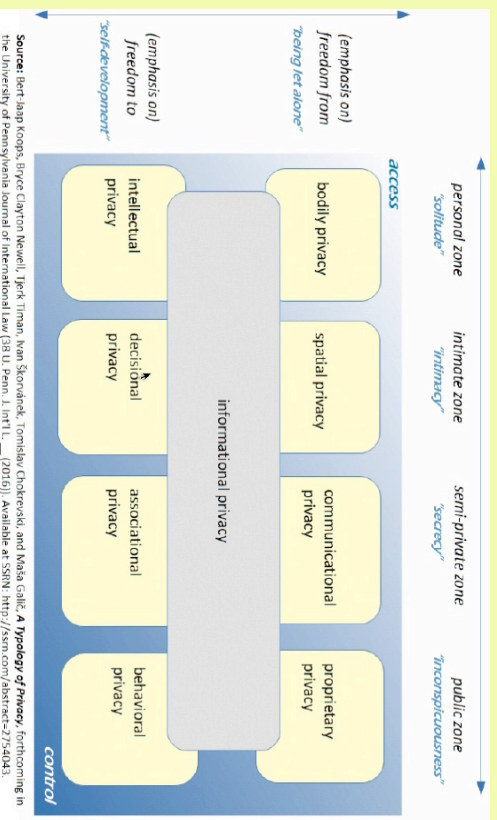 personal zone
"solitude"
intimate zone
"intimacy"
semi-private zone
"secrecy"
public zone
"inconspicuousness"
(emphasis on)
freedom from
"being let alone"
(emphasis on)
freedom to
"self-development"
access
bodily privacy
spatial privacy
communicational
privacy
proprietary
privacy
informational privacy
intellectual
privacy
decisional
privacy
associational
privacy
behavioral
privacy
control
Source: Bert-Jaap Koops, Bryce Clayton Newell, Tjerk Timan, Ivan Škorvánek, Tomislav Chokrevski, and Maša Galič, A Typology of Privacy, forthcoming in
the University of Pennsylvania Journal of International Law (38 U. Penn. J. Int'l L. __ (2016)). Available at SSRN: http://ssrn.com/abstract=2754043.